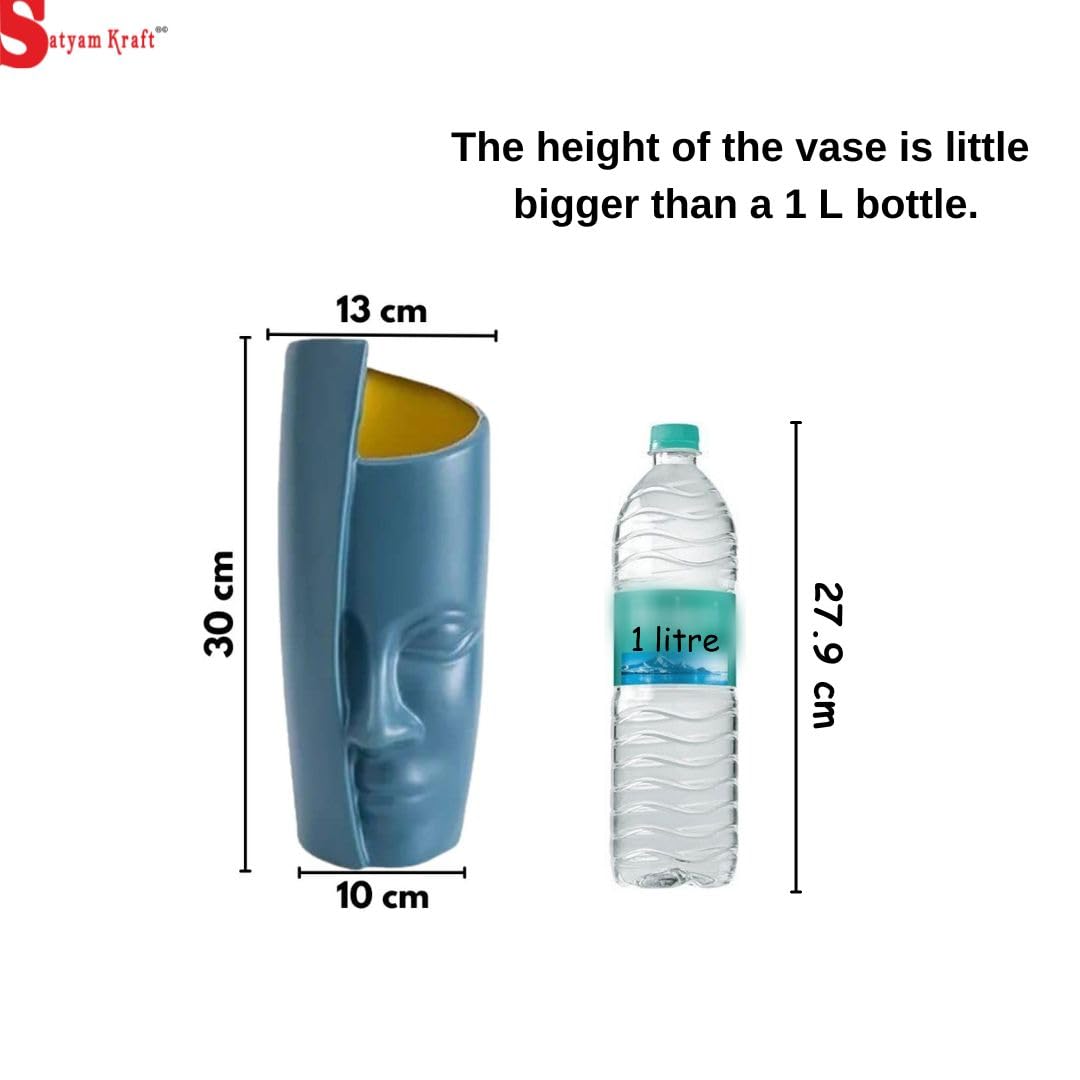 Satyam Kraft®©
The height of the vase is little
bigger than a 1 L bottle.
13 cm
30 cm
1 litre
27.9 cm
10 cm